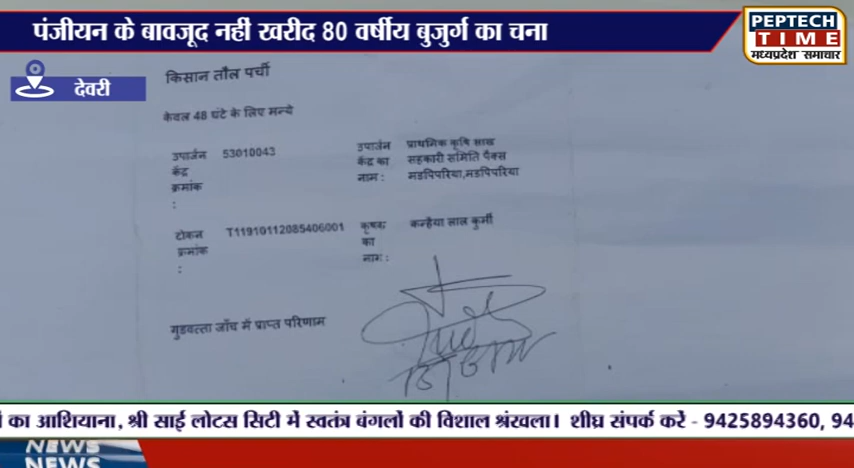 पंजीयन के बावजूद नही खरीद 80 वर्षीय बुजुर्ग का चना
PEPTECH
TIME
मध्यप्रदेश समाचार
देवरी
किसान तौल पर्ची
केवल 48 घंटे के लिए मन्ये
उपार्जन केंद्र क्रमांक :
53010043
उपार्जन केंद्र का नाम :
प्राथमिक कृषि साख
सहकारी समिति पैक्स
मडपिपरिया,मडपिपरिया
टोकन क्रमांक :
T11910112085406001
कृषक का नाम :
कन्हैया लाल कुर्मी
गुडवत्ता जाँच में प्राप्त परिणाम
का आशियाना, श्री साई लोटस सिटी में स्वतंत्र बंगलों की विशाल श्रंखला। शीघ्र संपर्क करें - 9425894360, 94
NEWS
NEWS